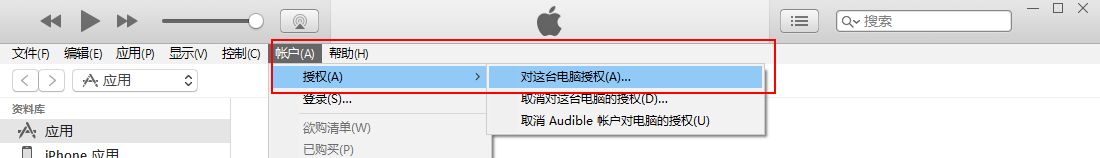 搜索
文件(F) 编辑(E) 应用(P) 显示(V) 控制(C) 帐户(A) 帮助(H)
应用
授权(A)
对这台电脑授权(A)...
登录(S)...
取消对这台电脑的授权(D)...
资料库
欲购清单(W)
取消 Audible 帐户对电脑的授权(U)
应用
已购买(P)
iPhone 应用